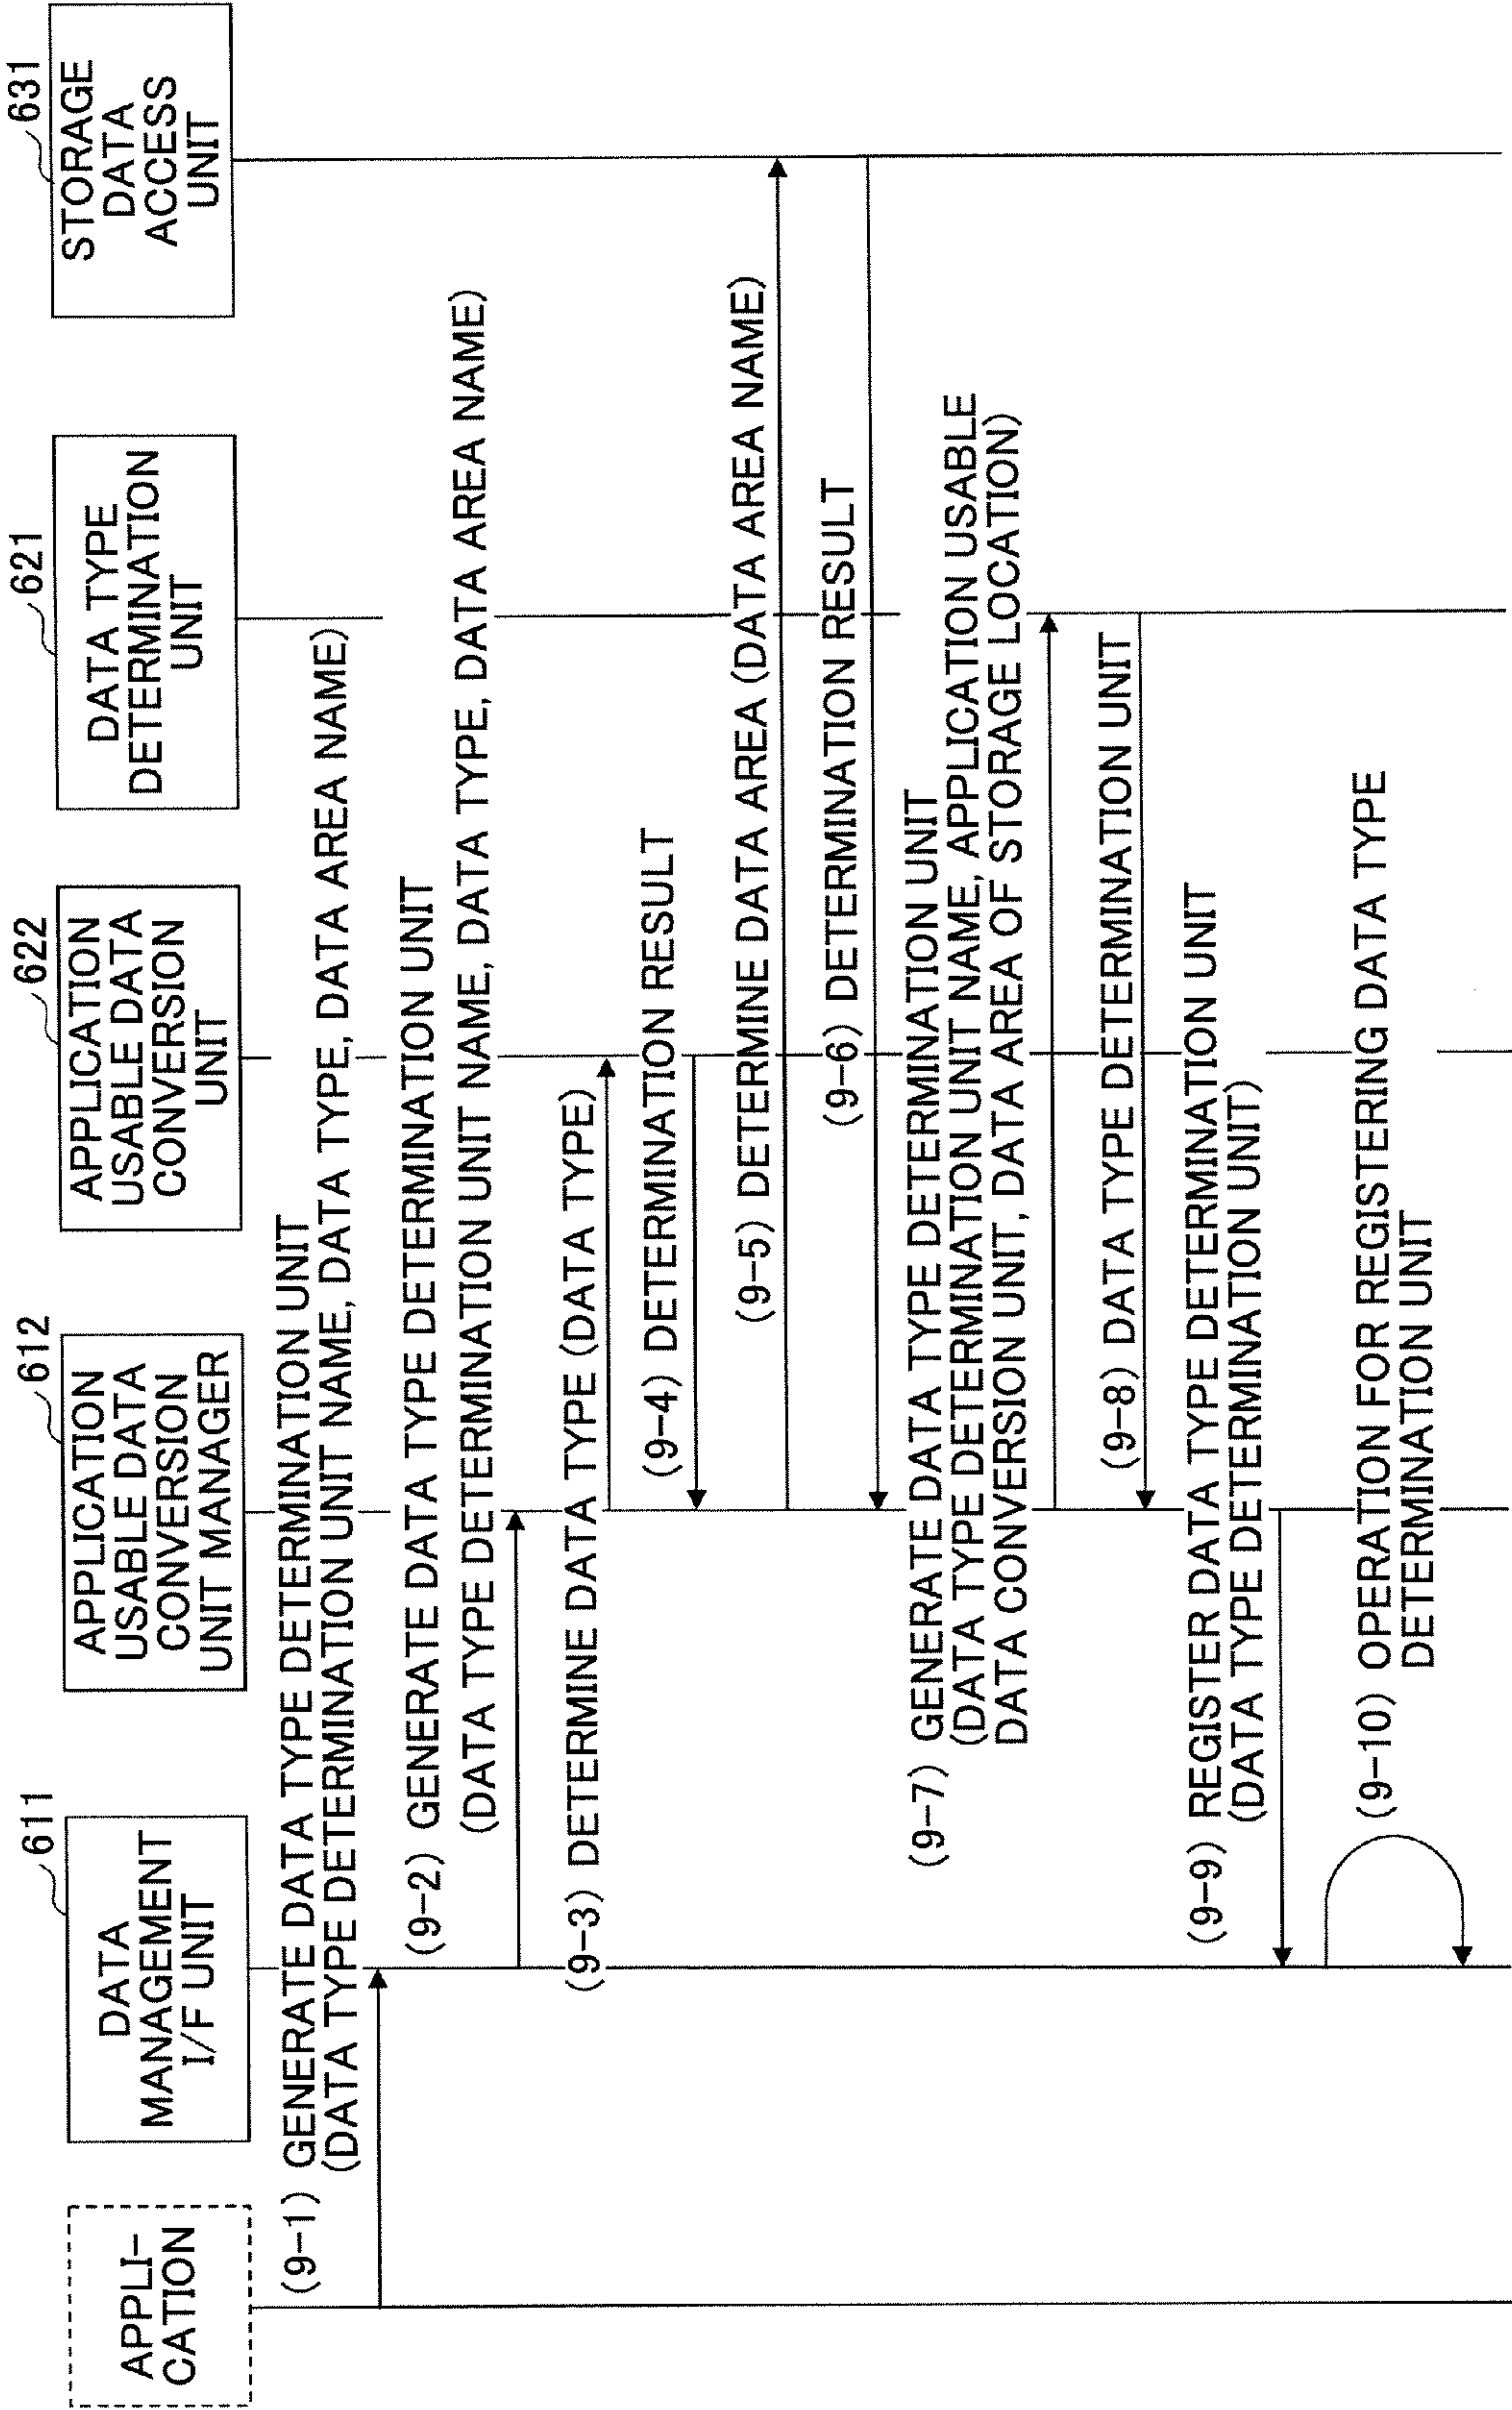 APPLI-
CATION
611
DATA
MANAGEMENT
I/F UNIT
612
APPLICATION
USABLE DATA
CONVERSION
UNIT MANAGER
622
APPLICATION
USABLE DATA
CONVERSION
UNIT
621
DATA TYPE
DETERMINATION
UNIT
631
STORAGE
DATA
ACCESS
UNIT
(9-1) GENERATE DATA TYPE DETERMINATION UNIT
(DATA TYPE DETERMINATION UNIT NAME, DATA TYPE, DATA TYPE, DATA AREA NAME)
(9-2) GENERATE DATA TYPE DETERMINATION UNIT
(DATA TYPE DETERMINATION UNIT NAME, DATA TYPE, DATA TYPE, DATA AREA NAME)
(9-3) DETERMINE DATA TYPE (DATA TYPE)
(9-4) DETERMINATION RESULT
(9-5) DETERMINE DATA AREA (DATA AREA NAME)
(9-6) DETERMINATION RESULT
(9-7) GENERATE DATA TYPE DETERMINATION UNIT
(DATA TYPE DETERMINATION UNIT NAME, APPLICATION USABLE
DATA CONVERSION UNIT, DATA AREA OF STORAGE LOCATION)
(9-8) DATA TYPE DETERMINATION UNIT
(9-9) REGISTER DATA TYPE DETERMINATION UNIT
(DATA TYPE DETERMINATION UNIT)
(9-10) OPERATION FOR REGISTERING DATA TYPE
DETERMINATION UNIT